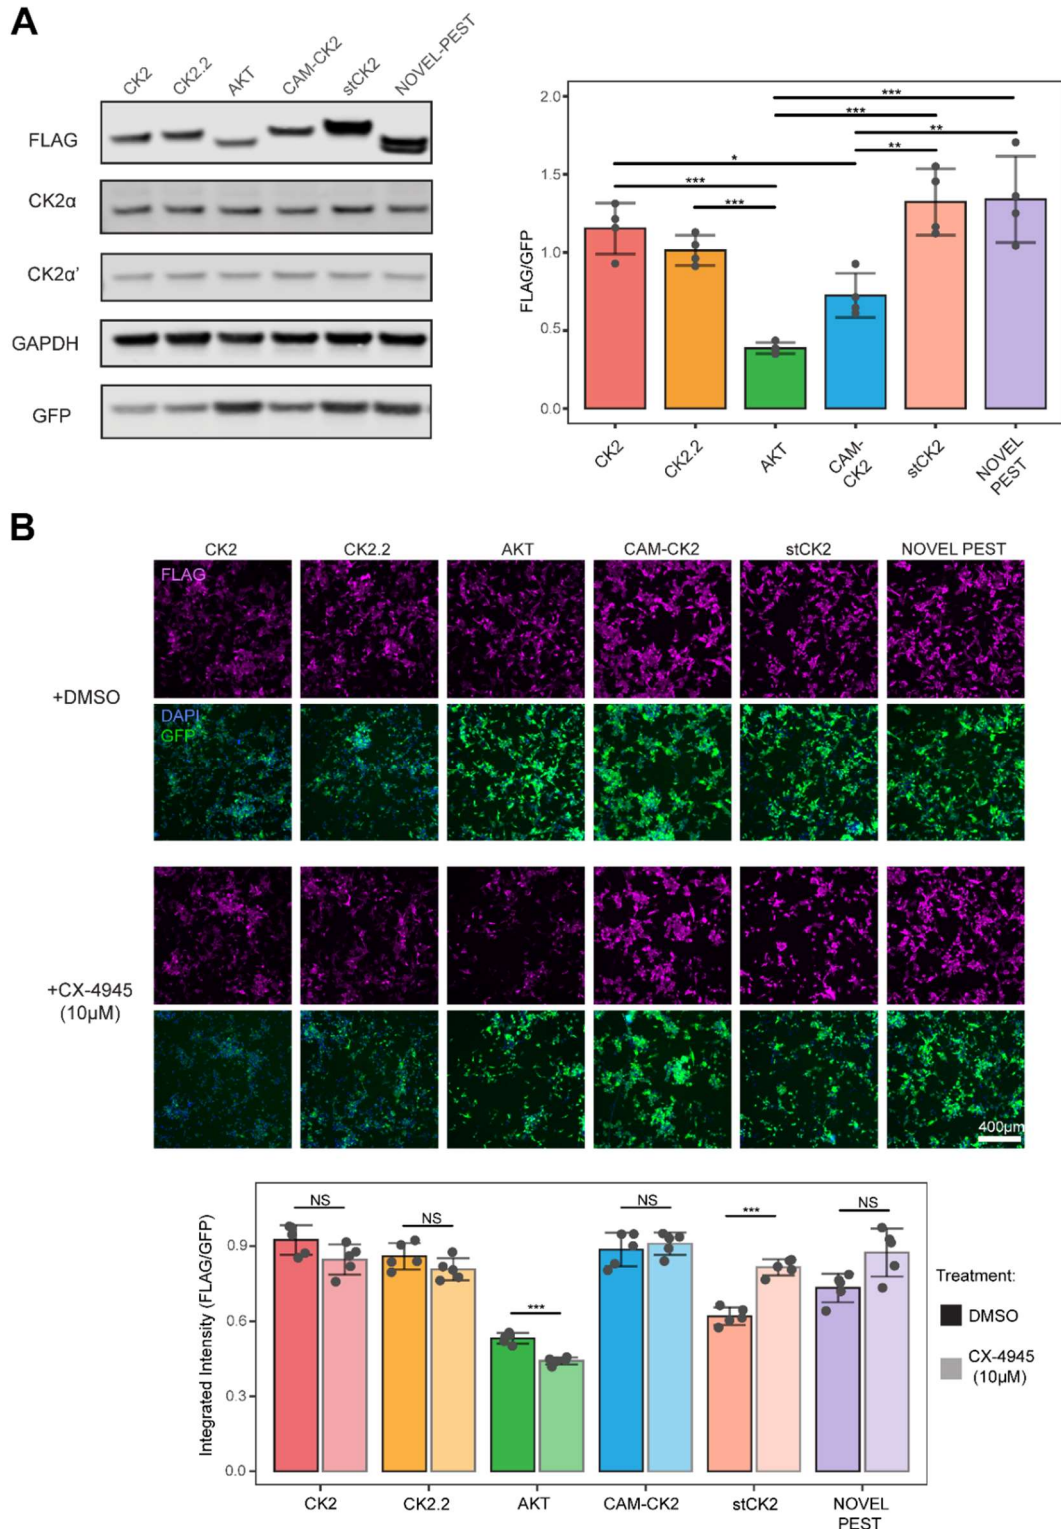 A
CK2
CK2.2
AKT
CAM-CK2
stCK2
NOVEL-PEST
FLAG
CK2α
CK2α'
GAPDH
GFP
FLAG/GFP
2.0
1.5
1.0
0.5
0.0
***
***
**
**
*
***
***
CK2
CK2.2
AKT
CAM-
CK2
stCK2
NOVEL
PEST
B
CK2
CK2.2
AKT
CAM-CK2
stCK2
NOVEL PEST
FLAG
+DMSO
DAPI
GFP
+CX-4945
(10μM)
400μm
Integrated Intensity (FLAG/GFP)
0.9
0.6
0.3
0.0
NS
NS
***
NS
***
NS
CK2
CK2.2
AKT
CAM-CK2
stCK2
NOVEL
PEST
Treatment:
DMSO
CX-4945
(10μM)